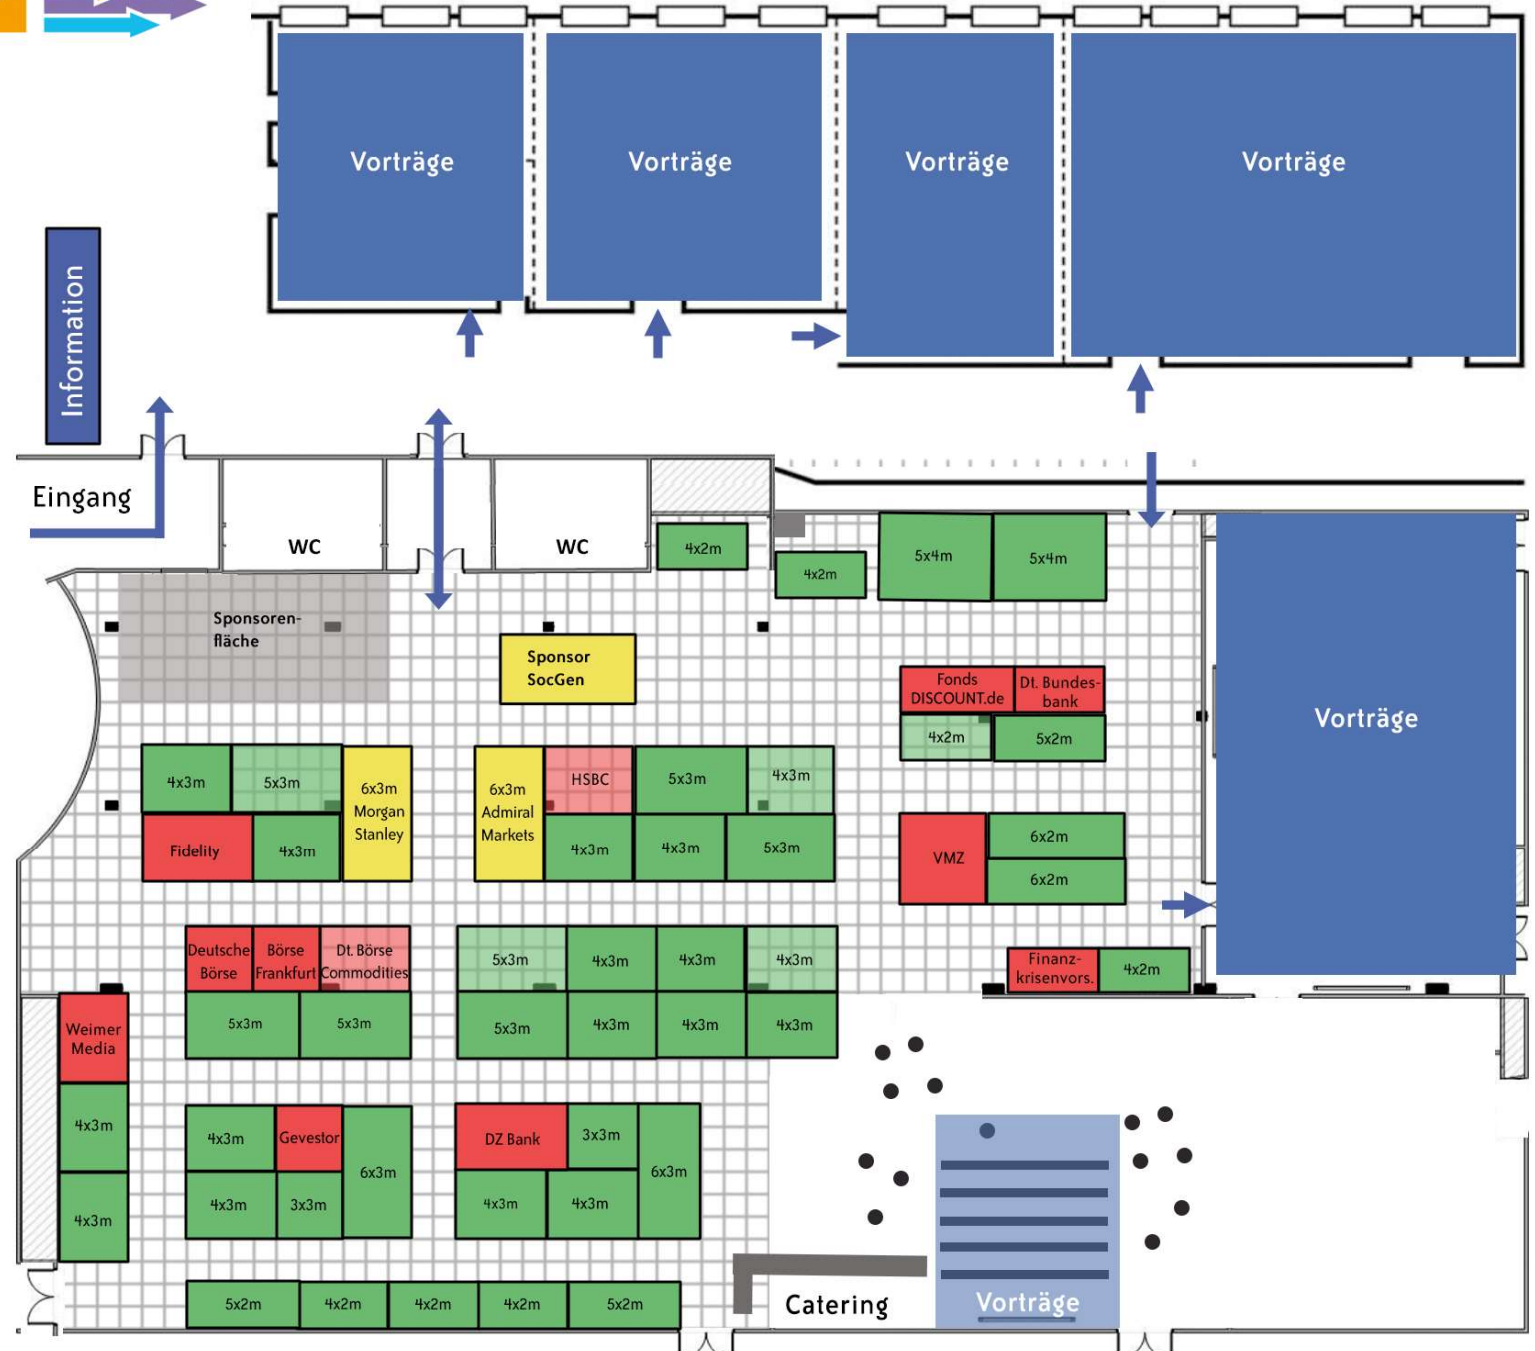 Vorträge
Vorträge
Vorträge
Vorträge
Information
Eingang
WC
WC
4x2m
4x2m
5x4m
5x4m
Sponsoren-
fläche
Sponsor
SocGen
Fonds
DISCOUNT.de
Dt. Bundes-
bank
4x2m
5x2m
Vorträge
4x3m
5x3m
6x3m
Morgan
Stanley
Fidelity
4x3m
6x3m
Admiral
Markets
HSBC
5x3m
4x3m
4x3m
4x3m
5x3m
VMZ
6x2m
6x2m
Deutsche
Börse
Börse
Frankfurt
Dt. Börse
Commodities
5x3m
5x3m
5x3m
4x3m
4x3m
4x3m
5x3m
4x3m
4x3m
4x3m
Finanz-
krisenvors.
4x2m
Weimer
Media
4x3m
4x3m
4x3m
Gevestor
6x3m
4x3m
3x3m
DZ Bank
3x3m
6x3m
4x3m
4x3m
5x2m
4x2m
4x2m
4x2m
5x2m
Catering
Vorträge